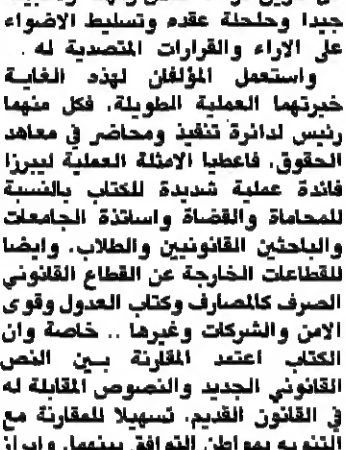 جيدا وحلحلة عقده وتسليط الاضواء
على الاراء والقرارات المتصدية له .
واستعمل المؤلفان لهذه الغاية
خبرتهما العملية الطويلة، فكل منهما
رئيس لدائرة تنفيذ ومحاضر في معاهد
الحقوق، فاعطيا الامثلة العملية ليبرزا
فائدة عملية شديدة للكتاب بالنسبة
للمحاماة والقضاة واساتذة الجامعات
والباحثين القانونيين والطلاب، وايضا
للقطاعات الخارجة عن القطاع القانوني
الصرف كالمصارف وكتاب العدول وقوى
الامن والشركات وغيرها .. خاصة وان
الكتاب اعتمد المقارنة بين النص
القانوني الجديد والنصوص المقابلة له
في القانون القديم، تسهيلا للمقارنة مع
التنويه بمواطن التوافق بينهما، وابراز